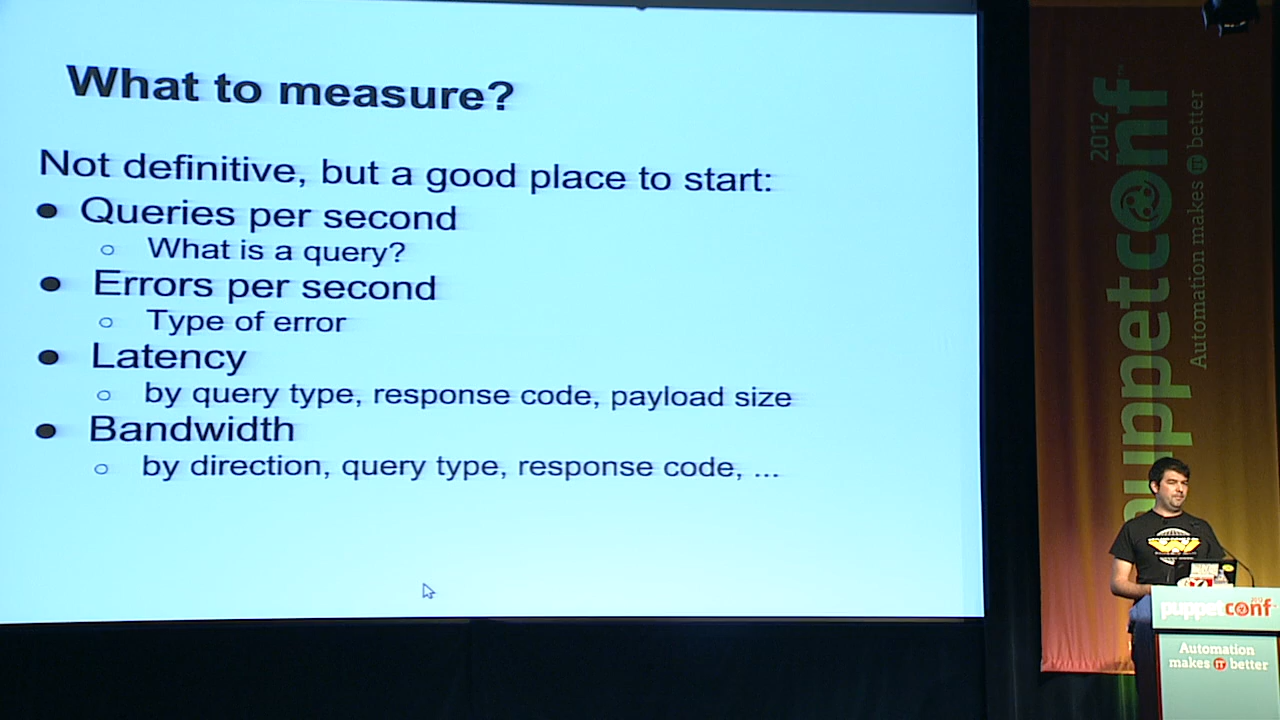 What to measure?
Not definitive, but a good place to start:
Queries per second
What is a query?
Errors per second
Type of error
Latency
by query type, response code, payload size
Bandwidth
by direction, query type, response code, ...
puppetconf
2012
Automation makes IT better
puppetconf
Automation
makes IT better